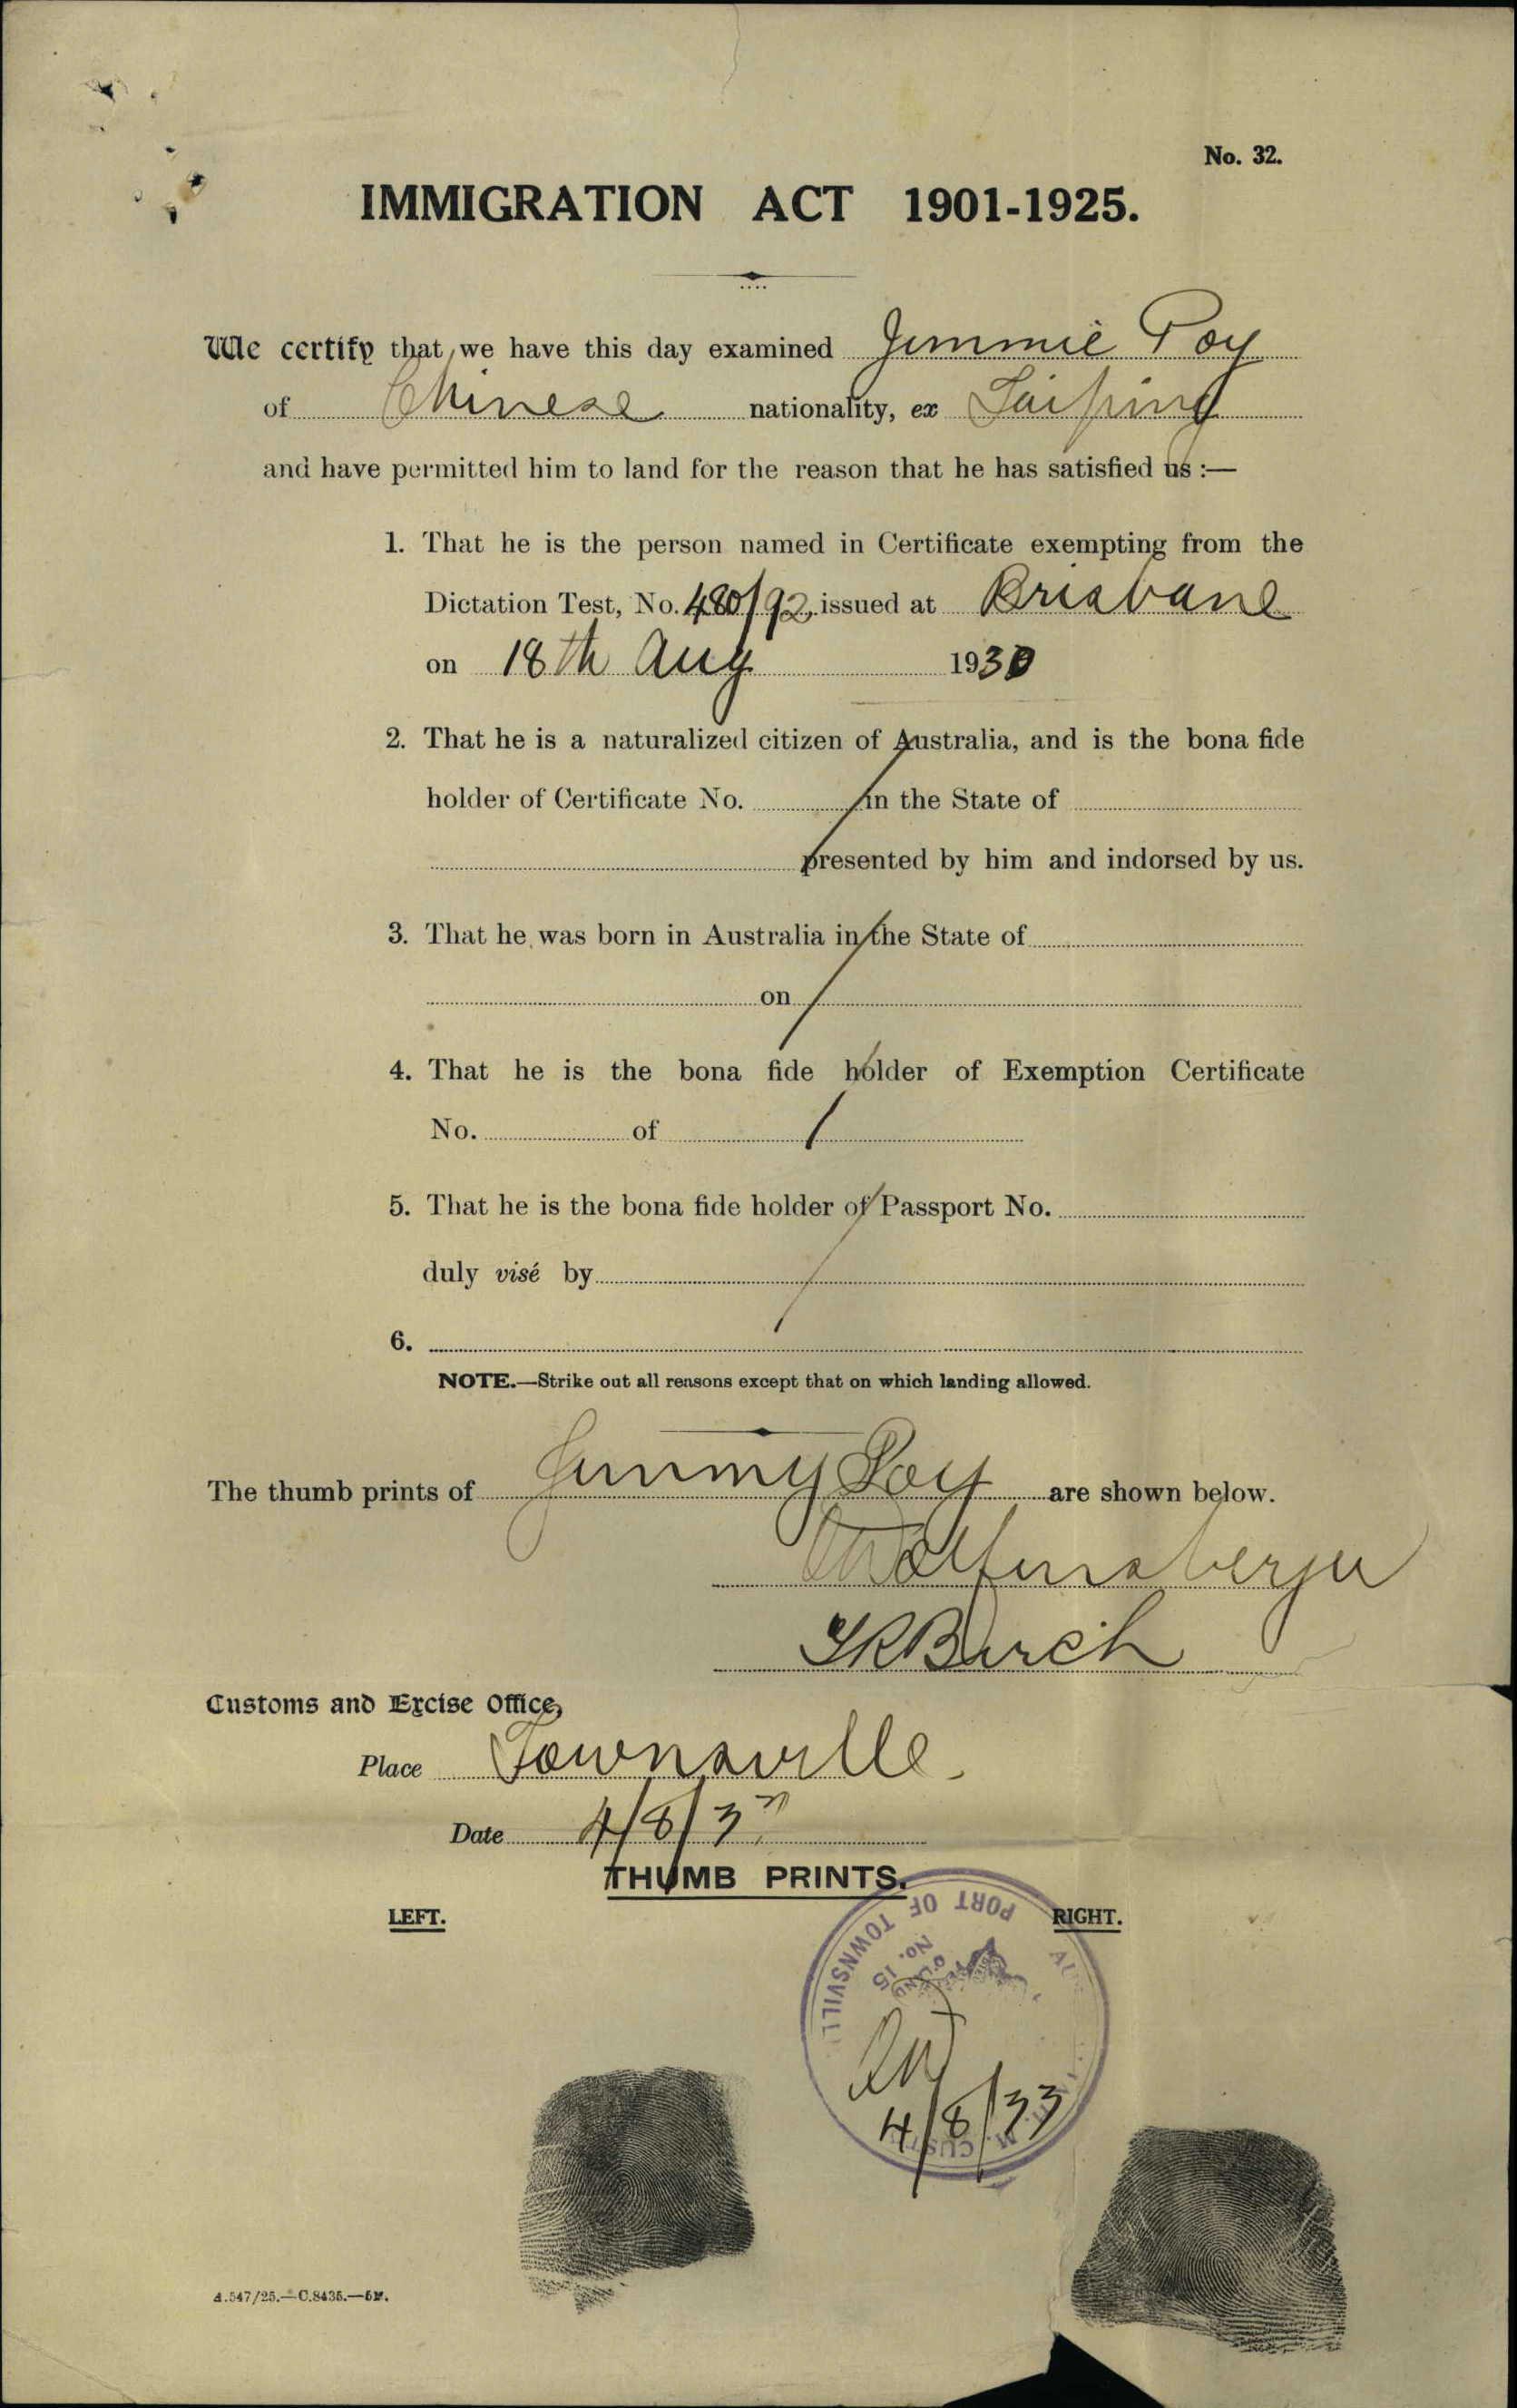 No. 32.
IMMIGRATION ACT 1901-1925.
We certify that we have this day examined Jimmie Poy
of Chinese nationality, ex Taiping
and have permitted him to land for the reason that he has satisfied us :—
1. That he is the person named in Certificate exempting from the
Dictation Test, No. 480/92 issued at Brisbane
on 18th Aug 1930
2. That he is a naturalized citizen of Australia, and is the bona fide
holder of Certificate No. in the State of
presented by him and indorsed by us.
3. That he was born in Australia in the State of
on
4. That he is the bona fide holder of Exemption Certificate
No. of
5. That he is the bona fide holder of Passport No.
duly visé by
6.
NOTE.—Strike out all reasons except that on which landing allowed.
The thumb prints of Jimmy Poy are shown below.
Birch
Customs and Excise Office,
Place Townsville
Date 4/8/33
THUMB PRINTS.
LEFT. RIGHT.
PORT OF TOWNSVILL
No. 15
4/8/33
A.547/25.—C.8435.—5M.